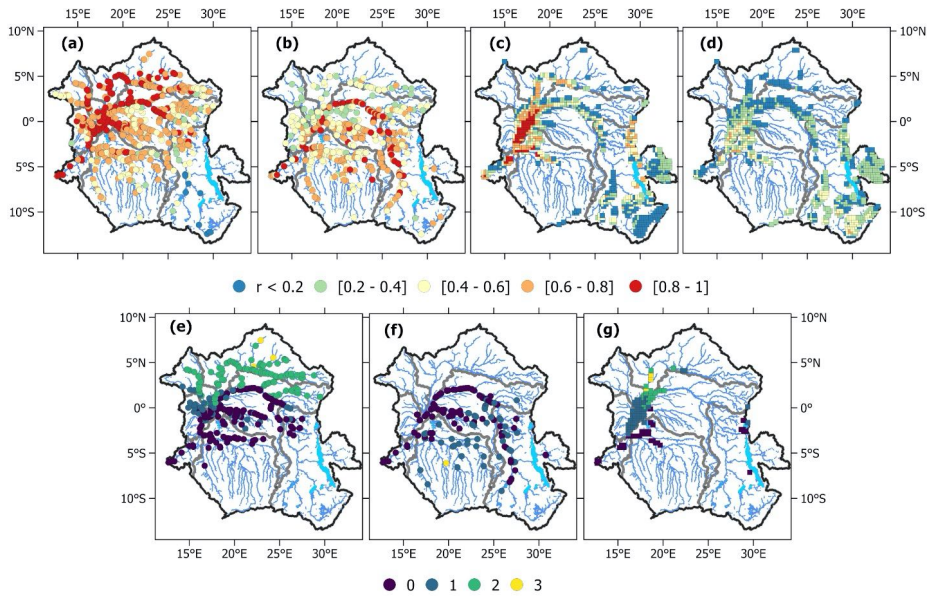 15°E 20°E 25°E 30°E 15°E 20°E 25°E 30°E 15°E 20°E 25°E 30°E 15°E 20°E 25°E 30°E
10°N (a) (b) (c) (d) 10°N
5°N 5°N
0° 0°
5°S 5°S
10°S 10°S
r < 0.2 [0.2 - 0.4] [0.4 - 0.6] [0.6 - 0.8] [0.8 - 1]
10°N (e) (f) (g) 10°N
5°N 5°N
0° 0°
5°S 5°S
10°S 10°S
15°E 20°E 25°E 30°E 15°E 20°E 25°E 30°E 15°E 20°E 25°E 30°E
0 1 2 3